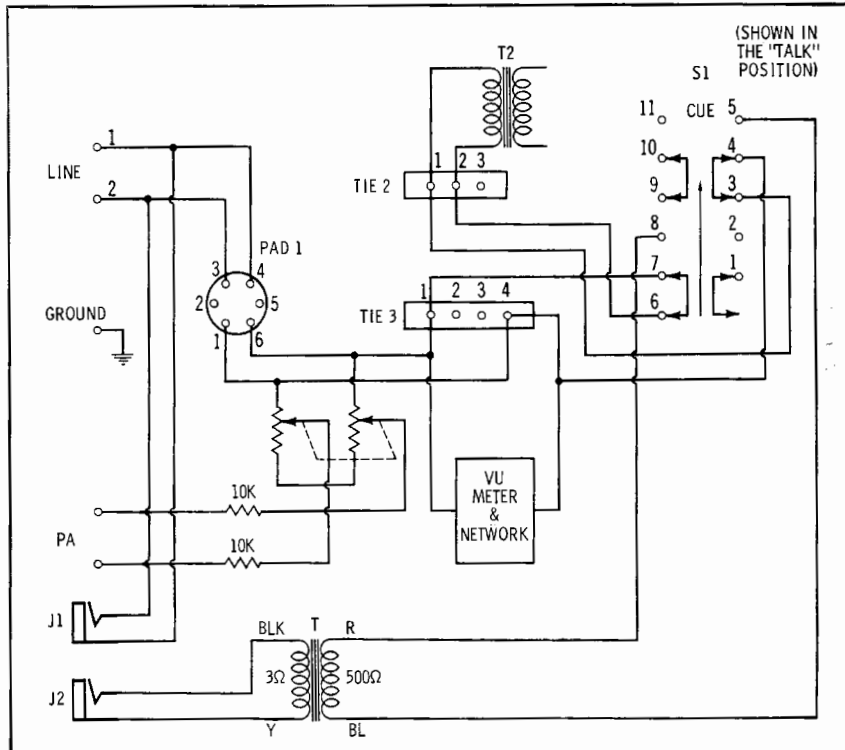 (SHOWN IN
THE "TALK"
POSITION)
T2
S1
11
CUE
5
1
10
4
LINE
1
2
3
2
TIE 2
9
3
8
2
3
4
PAD 1
2
5
7
1
GROUND
1
2
3
4
TIE 3
6
1
6
10K
VU
METER
&
NETWORK
PA
10K
J1
BLK
T
R
3Ω
500Ω
J2
Y
BL